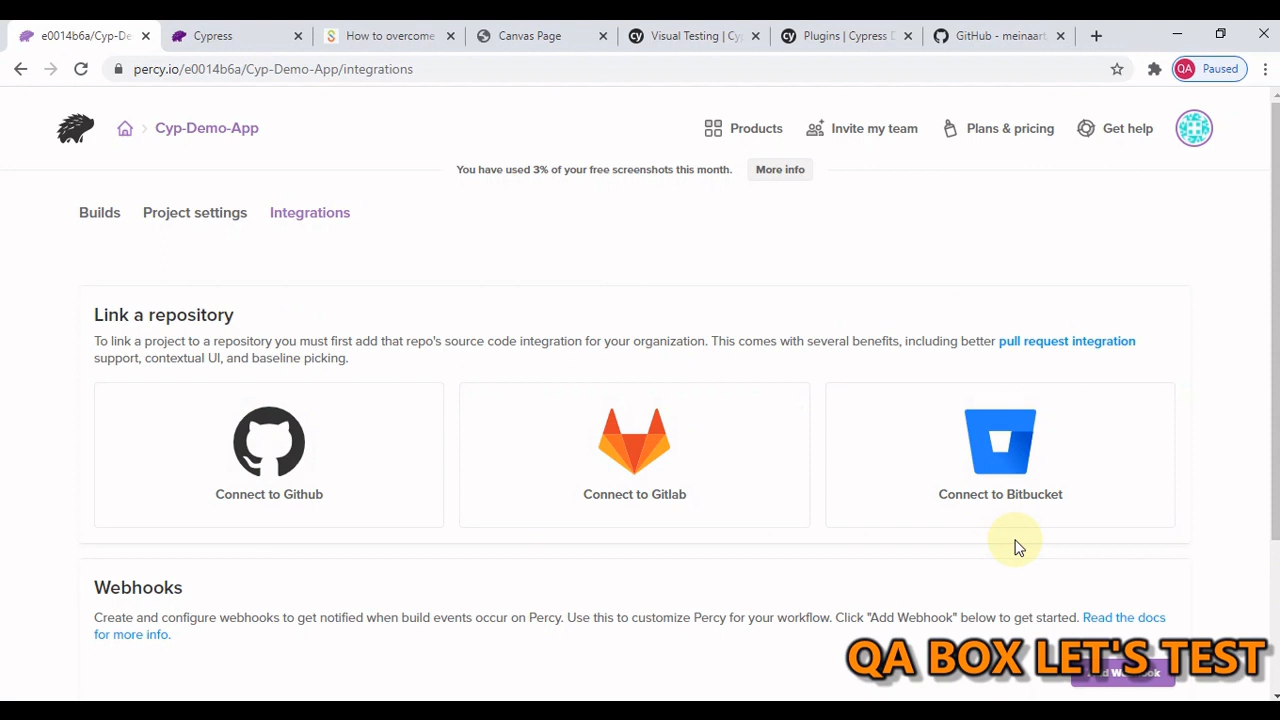 e0014b6a/Cyp-De
Cypress
How to overcome
Canvas Page
Visual Testing | Cyp
Plugins | Cypress D
GitHub - meinaart
percy.io/e0014b6a/Cyp-Demo-App/integrations
QA
Paused
Cyp-Demo-App
Products
Invite my team
Plans & pricing
Get help
You have used 3% of your free screenshots this month.
More info
Builds
Project settings
Integrations
Link a repository
To link a project to a repository you must first add that repo's source code integration for your organization. This comes with several benefits, including better pull request integration
support, contextual UI, and baseline picking.
Connect to Github
Connect to Gitlab
Connect to Bitbucket
Webhooks
Create and configure webhooks to get notified when build events occur on Percy. Use this to customize Percy for your workflow. Click "Add Webhook" below to get started. Read the docs
for more info.
QA BOX LET'S TEST